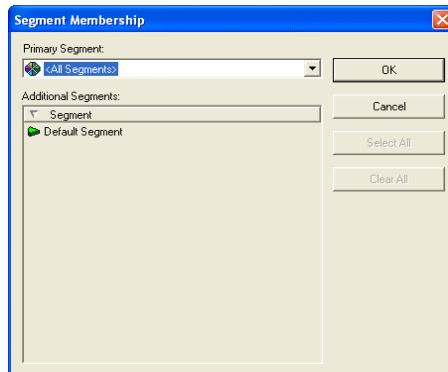 Segment Membership
Primary Segment:
<All Segments>
OK
Additional Segments:
Segment
Cancel
Default Segment
Select All
Clear All